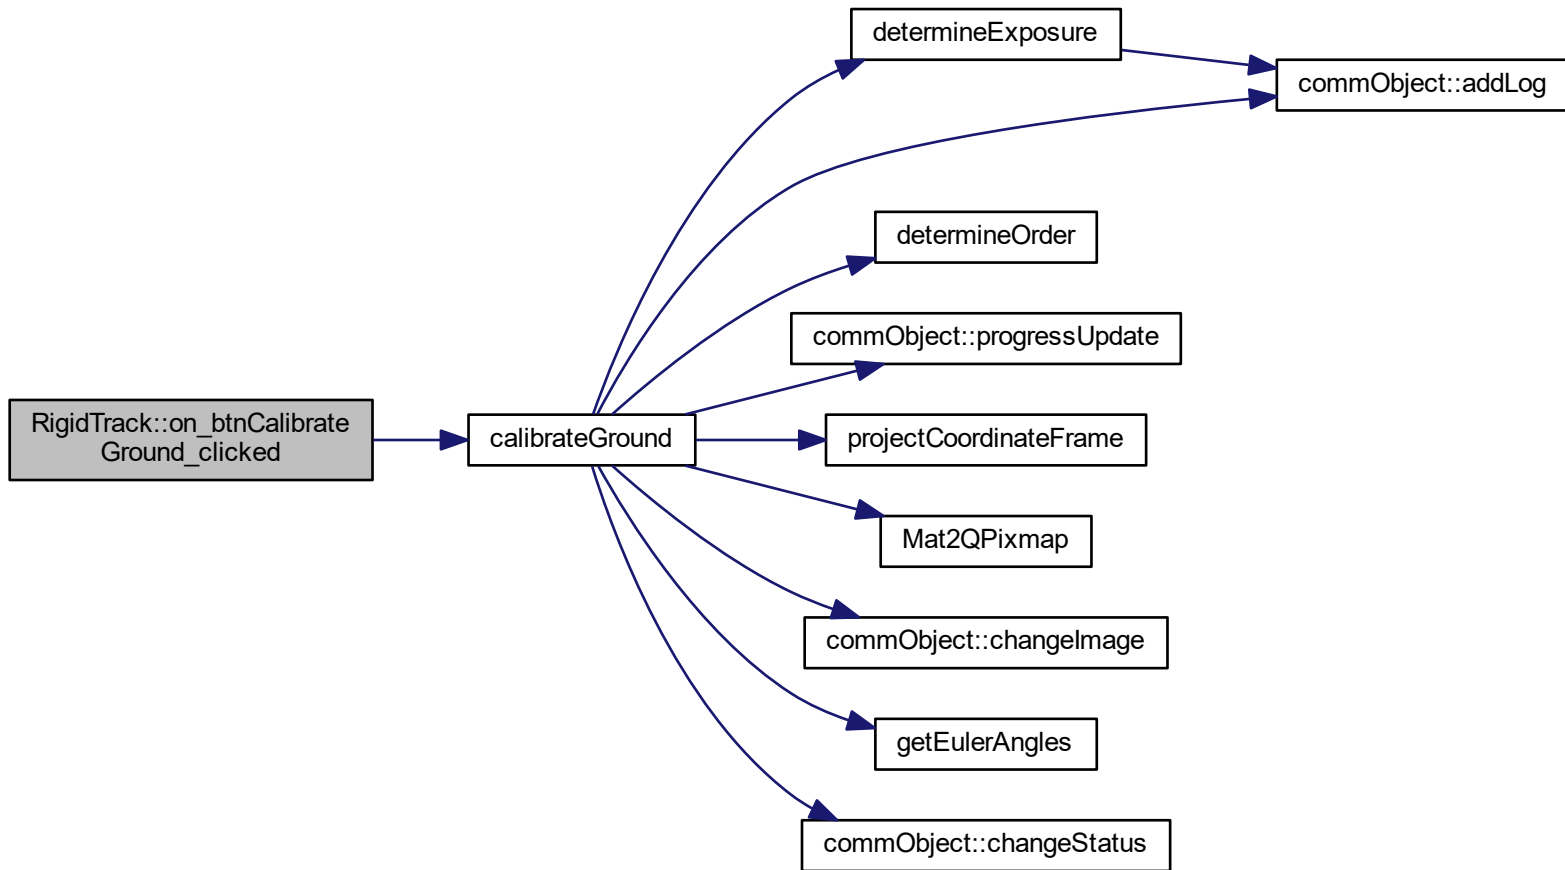 determineExposure
commObject::addLog
determineOrder
commObject::progressUpdate
RigidTrack::on_btnCalibrate
Ground_clicked
calibrateGround
projectCoordinateFrame
Mat2QPixmap
commObject::changeImage
getEulerAngles
commObject::changeStatus